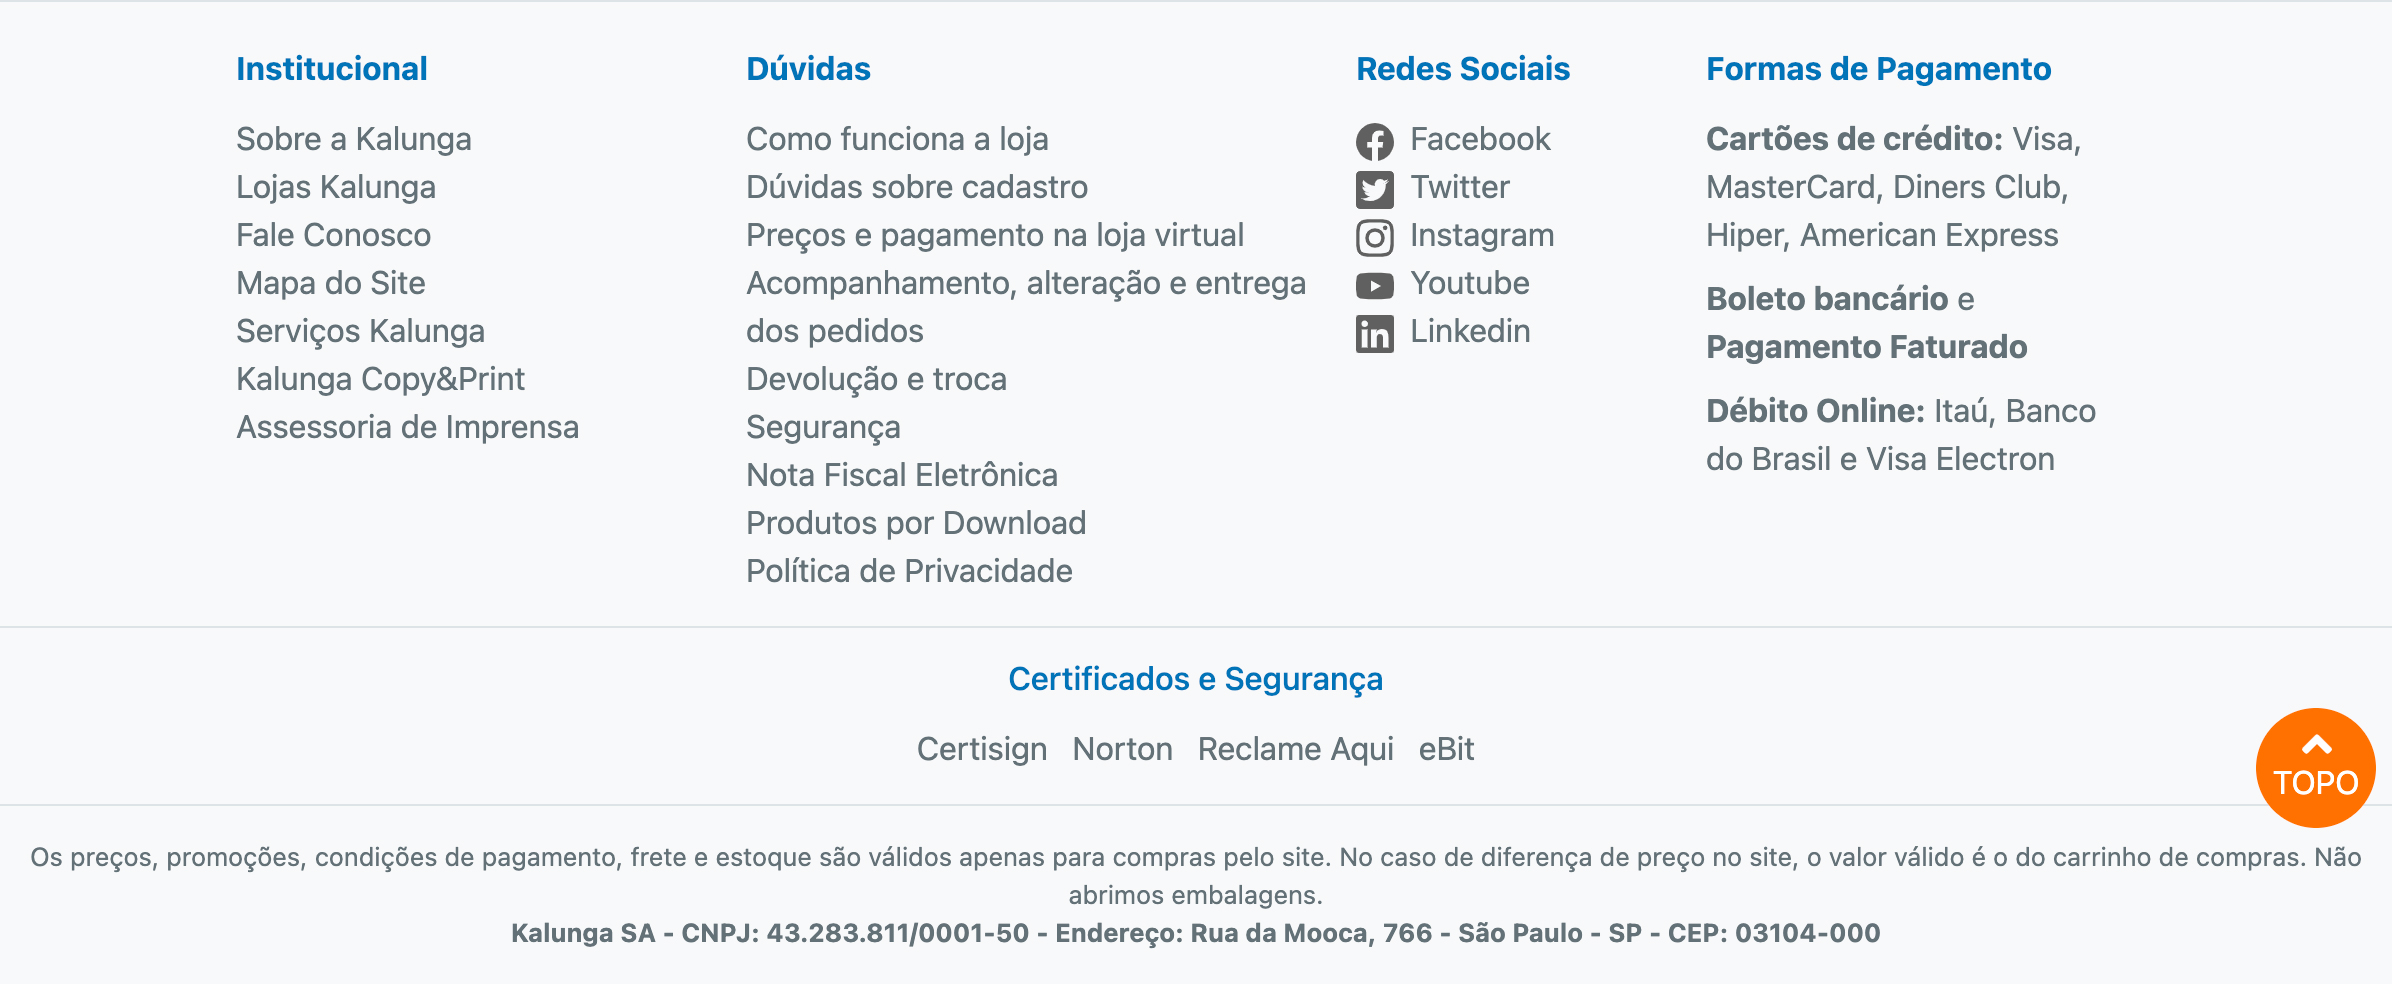 Institucional
Sobre a Kalunga
Lojas Kalunga
Fale Conosco
Mapa do Site
Serviços Kalunga
Kalunga Copy&Print
Assessoria de Imprensa
Dúvidas
Como funciona a loja
Dúvidas sobre cadastro
Preços e pagamento na loja virtual
Acompanhamento, alteração e entrega
dos pedidos
Devolução e troca
Segurança
Nota Fiscal Eletrônica
Produtos por Download
Política de Privacidade
Redes Sociais
Facebook
Twitter
Instagram
Youtube
Linkedin
Formas de Pagamento
Cartões de crédito: Visa,
MasterCard, Diners Club,
Hiper, American Express
Boleto bancário e
Pagamento Faturado
Débito Online: Itaú, Banco
do Brasil e Visa Electron
Certificados e Segurança
Certisign Norton Reclame Aqui eBit
TOPO
Os preços, promoções, condições de pagamento, frete e estoque são válidos apenas para compras pelo site. No caso de diferença de preço no site, o valor válido é o do carrinho de compras. Não
abrimos embalagens.
Kalunga SA - CNPJ: 43.283.811/0001-50 - Endereço: Rua da Mooca, 766 - São Paulo - SP - CEP: 03104-000